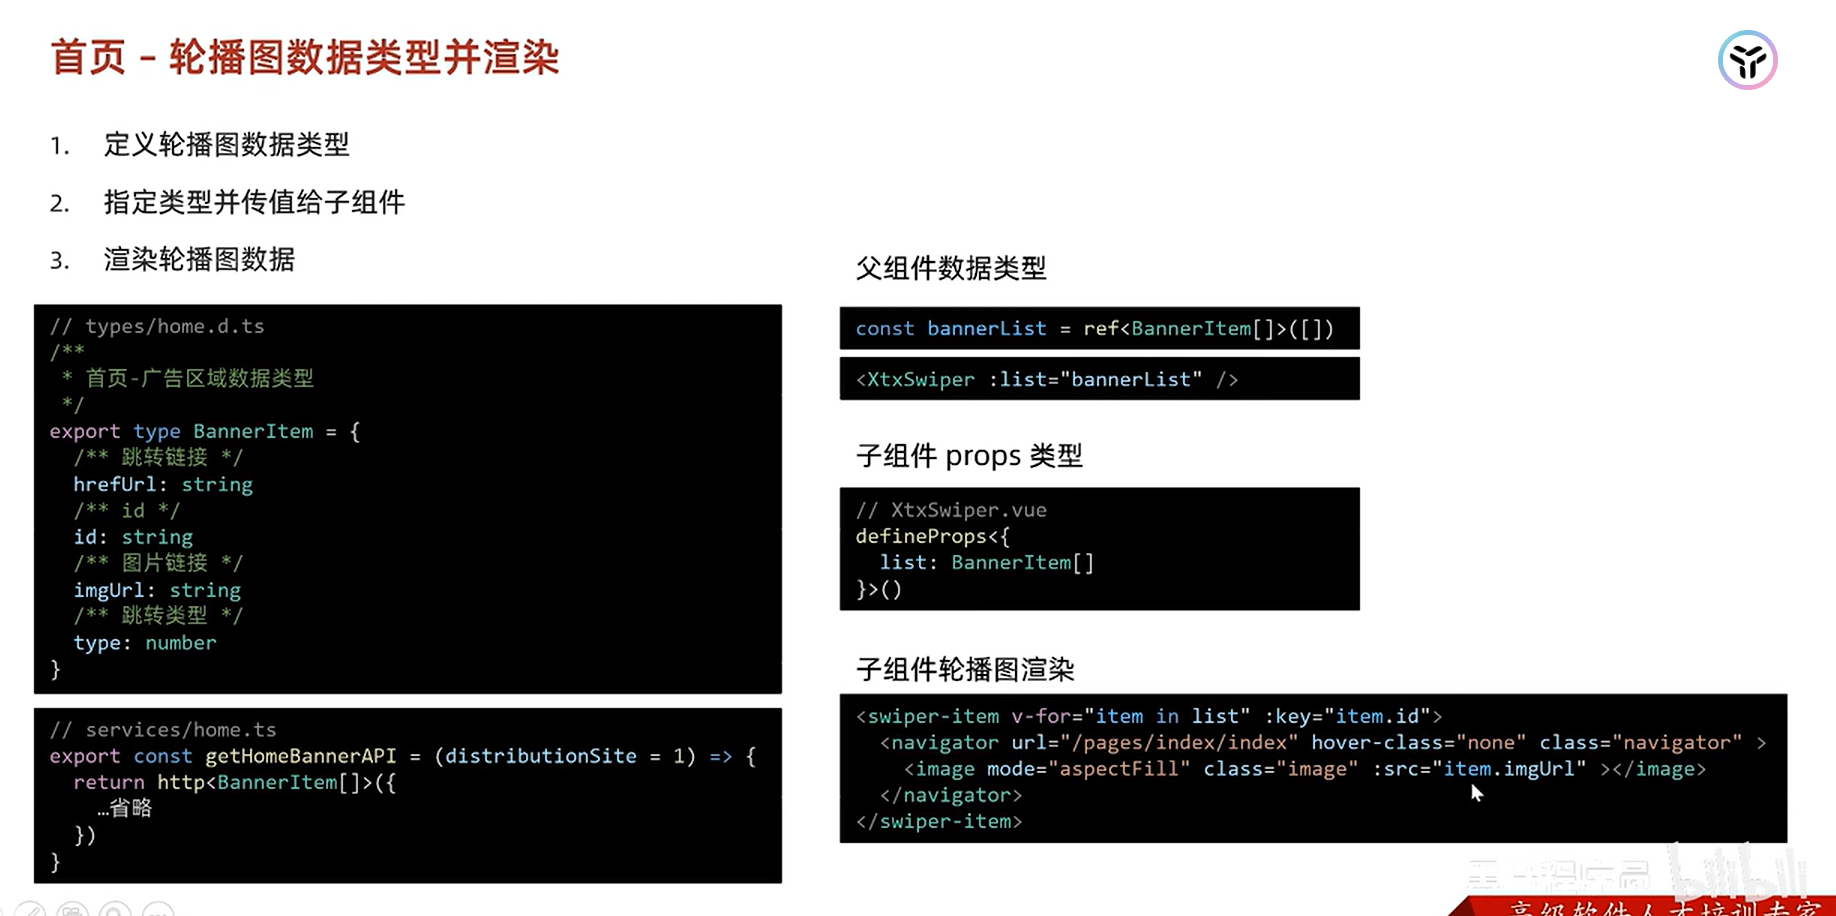 首页 – 轮播图数据类型并渲染
1. 定义轮播图数据类型
2. 指定类型并传值给子组件
3. 渲染轮播图数据
// types/home.d.ts
/**
 * 首页-广告区域数据类型
 */
export type BannerItem = {
  /** 跳转链接 */
  hrefUrl: string
  /** id */
  id: string
  /** 图片链接 */
  imgUrl: string
  /** 跳转类型 */
  type: number
}
// services/home.ts
export const getHomeBannerAPI = (distributionSite = 1) => {
  return http<BannerItem[]>({
    …省略
  })
}
父组件数据类型
const bannerList = ref<BannerItem[]>([])
<XtxSwiper :list="bannerList" />
子组件 props 类型
// XtxSwiper.vue
defineProps<{
  list: BannerItem[]
}>()
子组件轮播图渲染
<swiper-item v-for="item in list" :key="item.id">
  <navigator url="/pages/index/index" hover-class="none" class="navigator" >
    <image mode="aspectFill" class="image" :src="item.imgUrl" ></image>
  </navigator>
</swiper-item>
黑马程序员 bilibili
高级软件人才培训专家